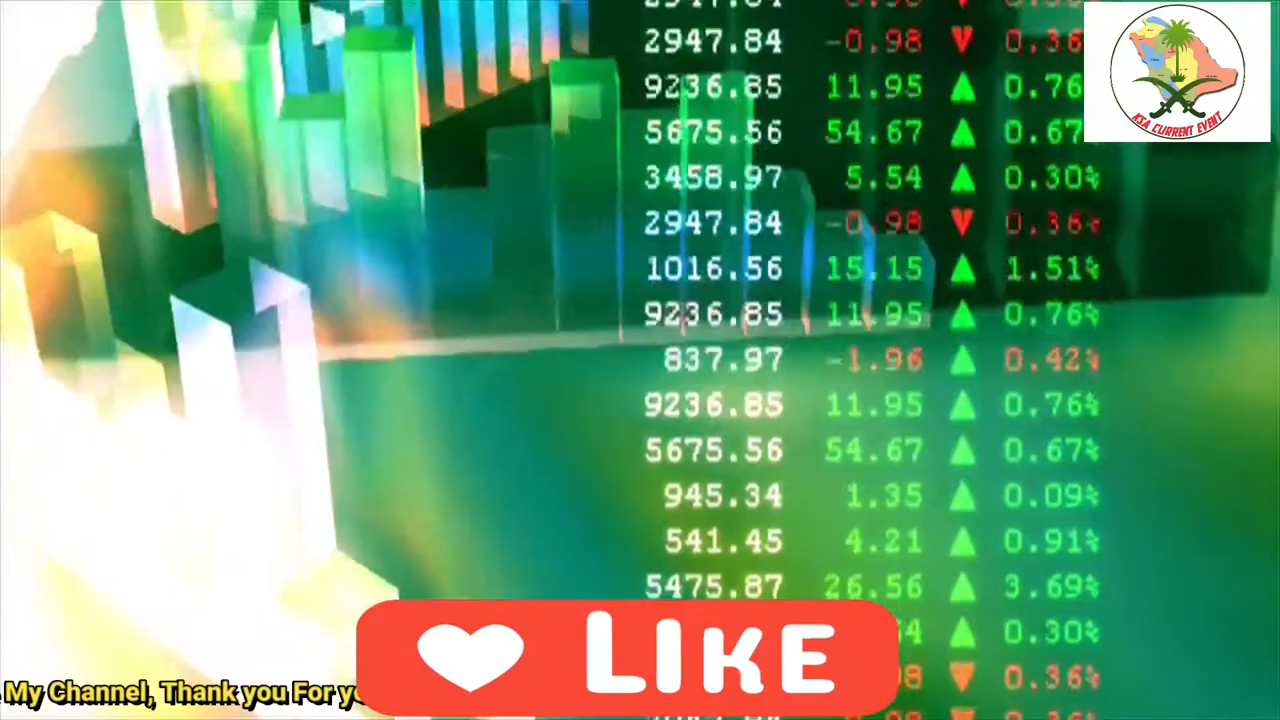 2947.84 -0.98 ▼ 0.36
9236.85 11.95 ▲ 0.76
5675.56 54.67 ▲ 0.67
3458.97 5.54 ▲ 0.30%
2947.84 -0.98 ▼ 0.36%
1016.56 15.15 ▲ 1.51%
9236.85 11.95 ▲ 0.76%
837.97 -1.96 ▲ 0.42%
9236.85 11.95 ▲ 0.76%
5675.56 54.67 ▲ 0.67%
945.34 1.35 ▲ 0.09%
541.45 4.21 ▲ 0.91%
5475.87 26.56 ▲ 3.69%
4 ▲ 0.30%
98 ▼ 0.36%
KSA CURRENT EVENT
LIKE
My Channel, Thank you For yo